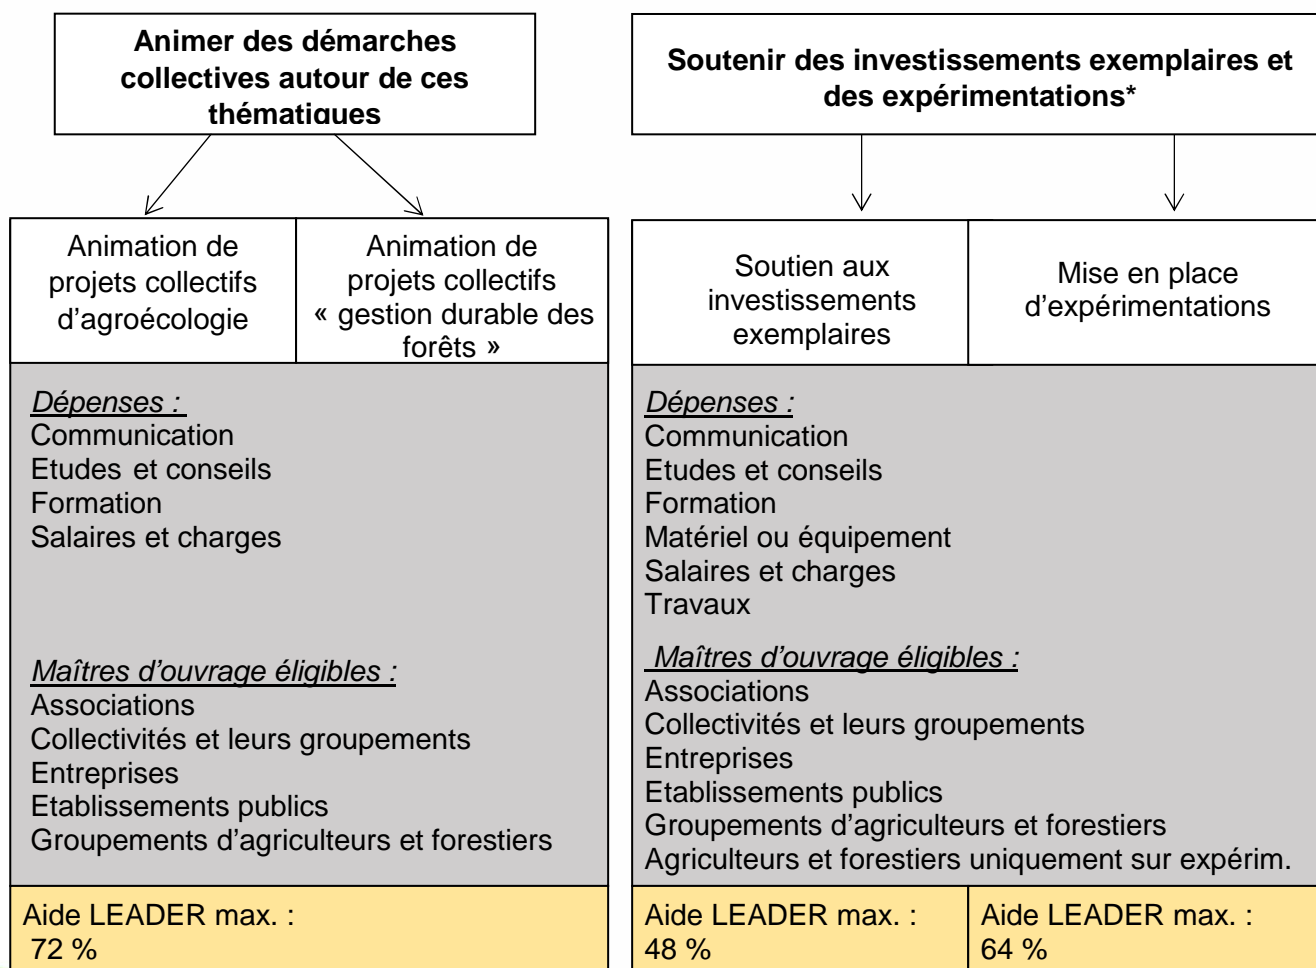 Animer des démarches
collectives autour de ces
thématiques
Soutenir des investissements exemplaires et
des expérimentations*
Animation de
projets collectifs
d'agroécologie
Animation de
projets collectifs
« gestion durable des
forêts »
Soutien aux
investissements
exemplaires
Mise en place
d'expérimentations
Dépenses :
Communication
Etudes et conseils
Formation
Salaires et charges
Maîtres d'ouvrage éligibles :
Associations
Collectivités et leurs groupements
Entreprises
Etablissements publics
Groupements d'agriculteurs et forestiers
Dépenses :
Communication
Etudes et conseils
Formation
Matériel ou équipement
Salaires et charges
Travaux
Maîtres d'ouvrage éligibles :
Associations
Collectivités et leurs groupements
Entreprises
Etablissements publics
Groupements d'agriculteurs et forestiers
Agriculteurs et forestiers uniquement sur expérim.
Aide LEADER max. :
72 %
Aide LEADER max. :
48 %
Aide LEADER max. :
64 %